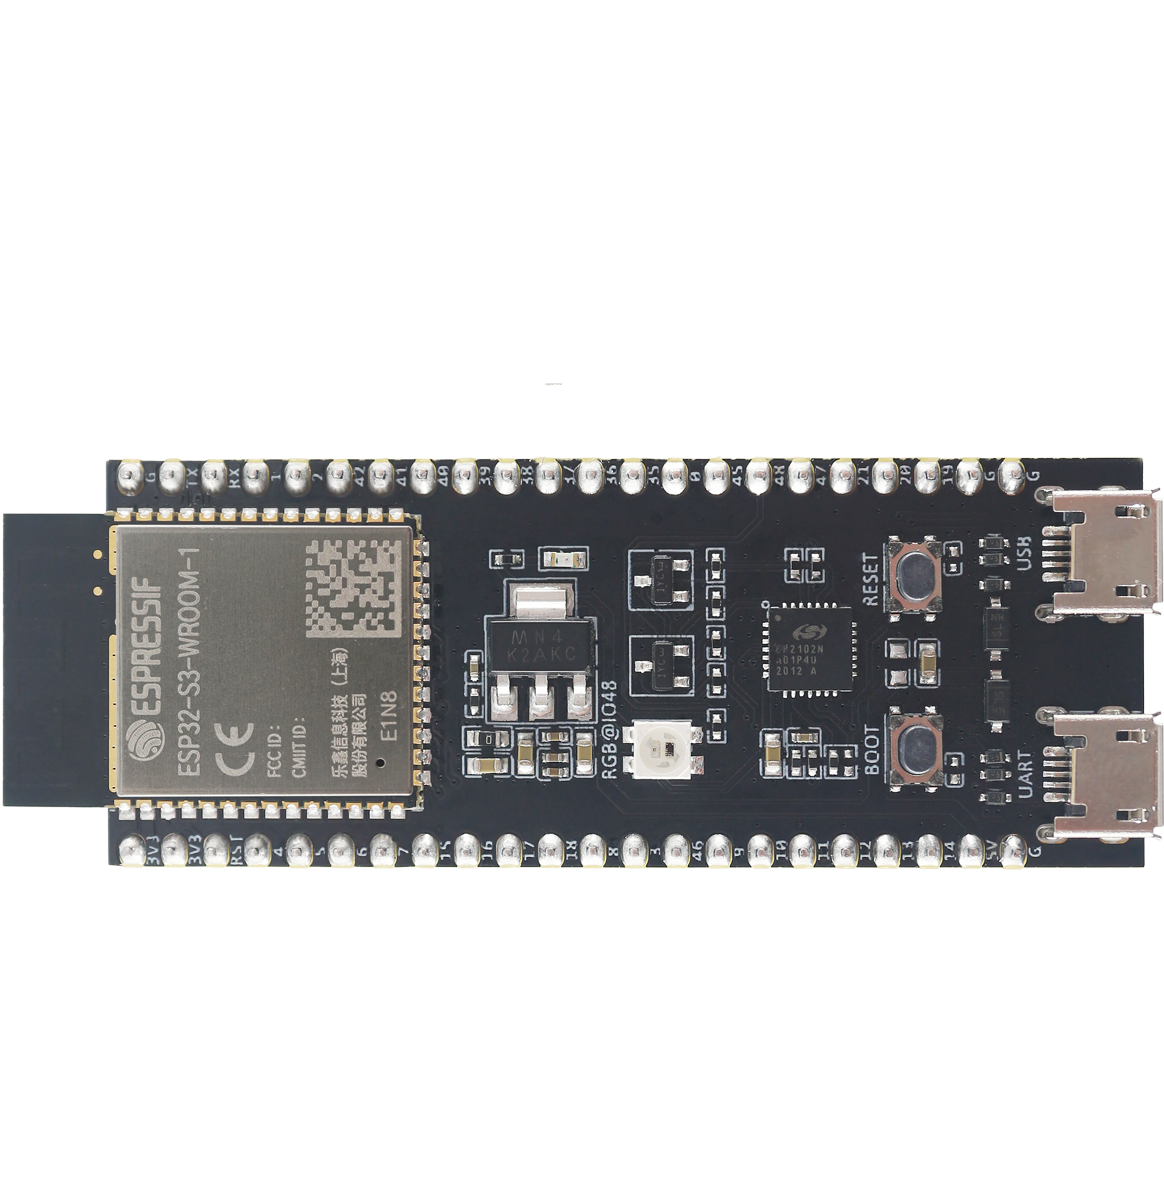 G
TX
RX
1
2
42
41
40
39
38
37
36
35
0
45
48
47
21
20
19
G
G
ESPRESSIF
ESP32-S3-WROOM-1
CE
FCC ID:
CMIIT ID:
乐鑫信息科技（上海）
股份有限公司
E1N8
MN4
K2AKC
RGB@IO48
CP2102N
A01P4U
2012 A
RESET
BOOT
USB
UART
3V3
3V3
RST
4
5
6
7
15
16
17
18
8
3
46
9
10
11
12
13
14
5V
G